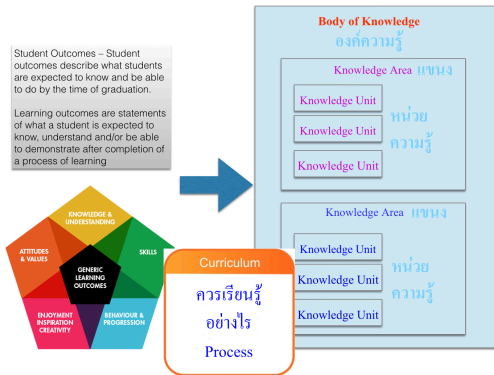 Student Outcomes – Student
outcomes describe what students
are expected to know and be able
to do by the time of graduation.
Learning outcomes are statements
of what a student is expected to
know, understand and/or be able
to demonstrate after completion of
a process of learning
KNOWLEDGE &
UNDERSTANDING
ATTITUDES
& VALUES
SKILLS
GENERIC
LEARNING
OUTCOMES
ENJOYMENT
INSPIRATION
CREATIVITY
BEHAVIOUR &
PROGRESSION
Curriculum
ควรเรียนรู้
อย่างไร
Process
Body of Knowledge
องค์ความรู้
Knowledge Area แขนง
Knowledge Unit
Knowledge Unit
Knowledge Unit
หน่วย
ความรู้
Knowledge Area แขนง
Knowledge Unit
Knowledge Unit
Knowledge Unit
หน่วย
ความรู้